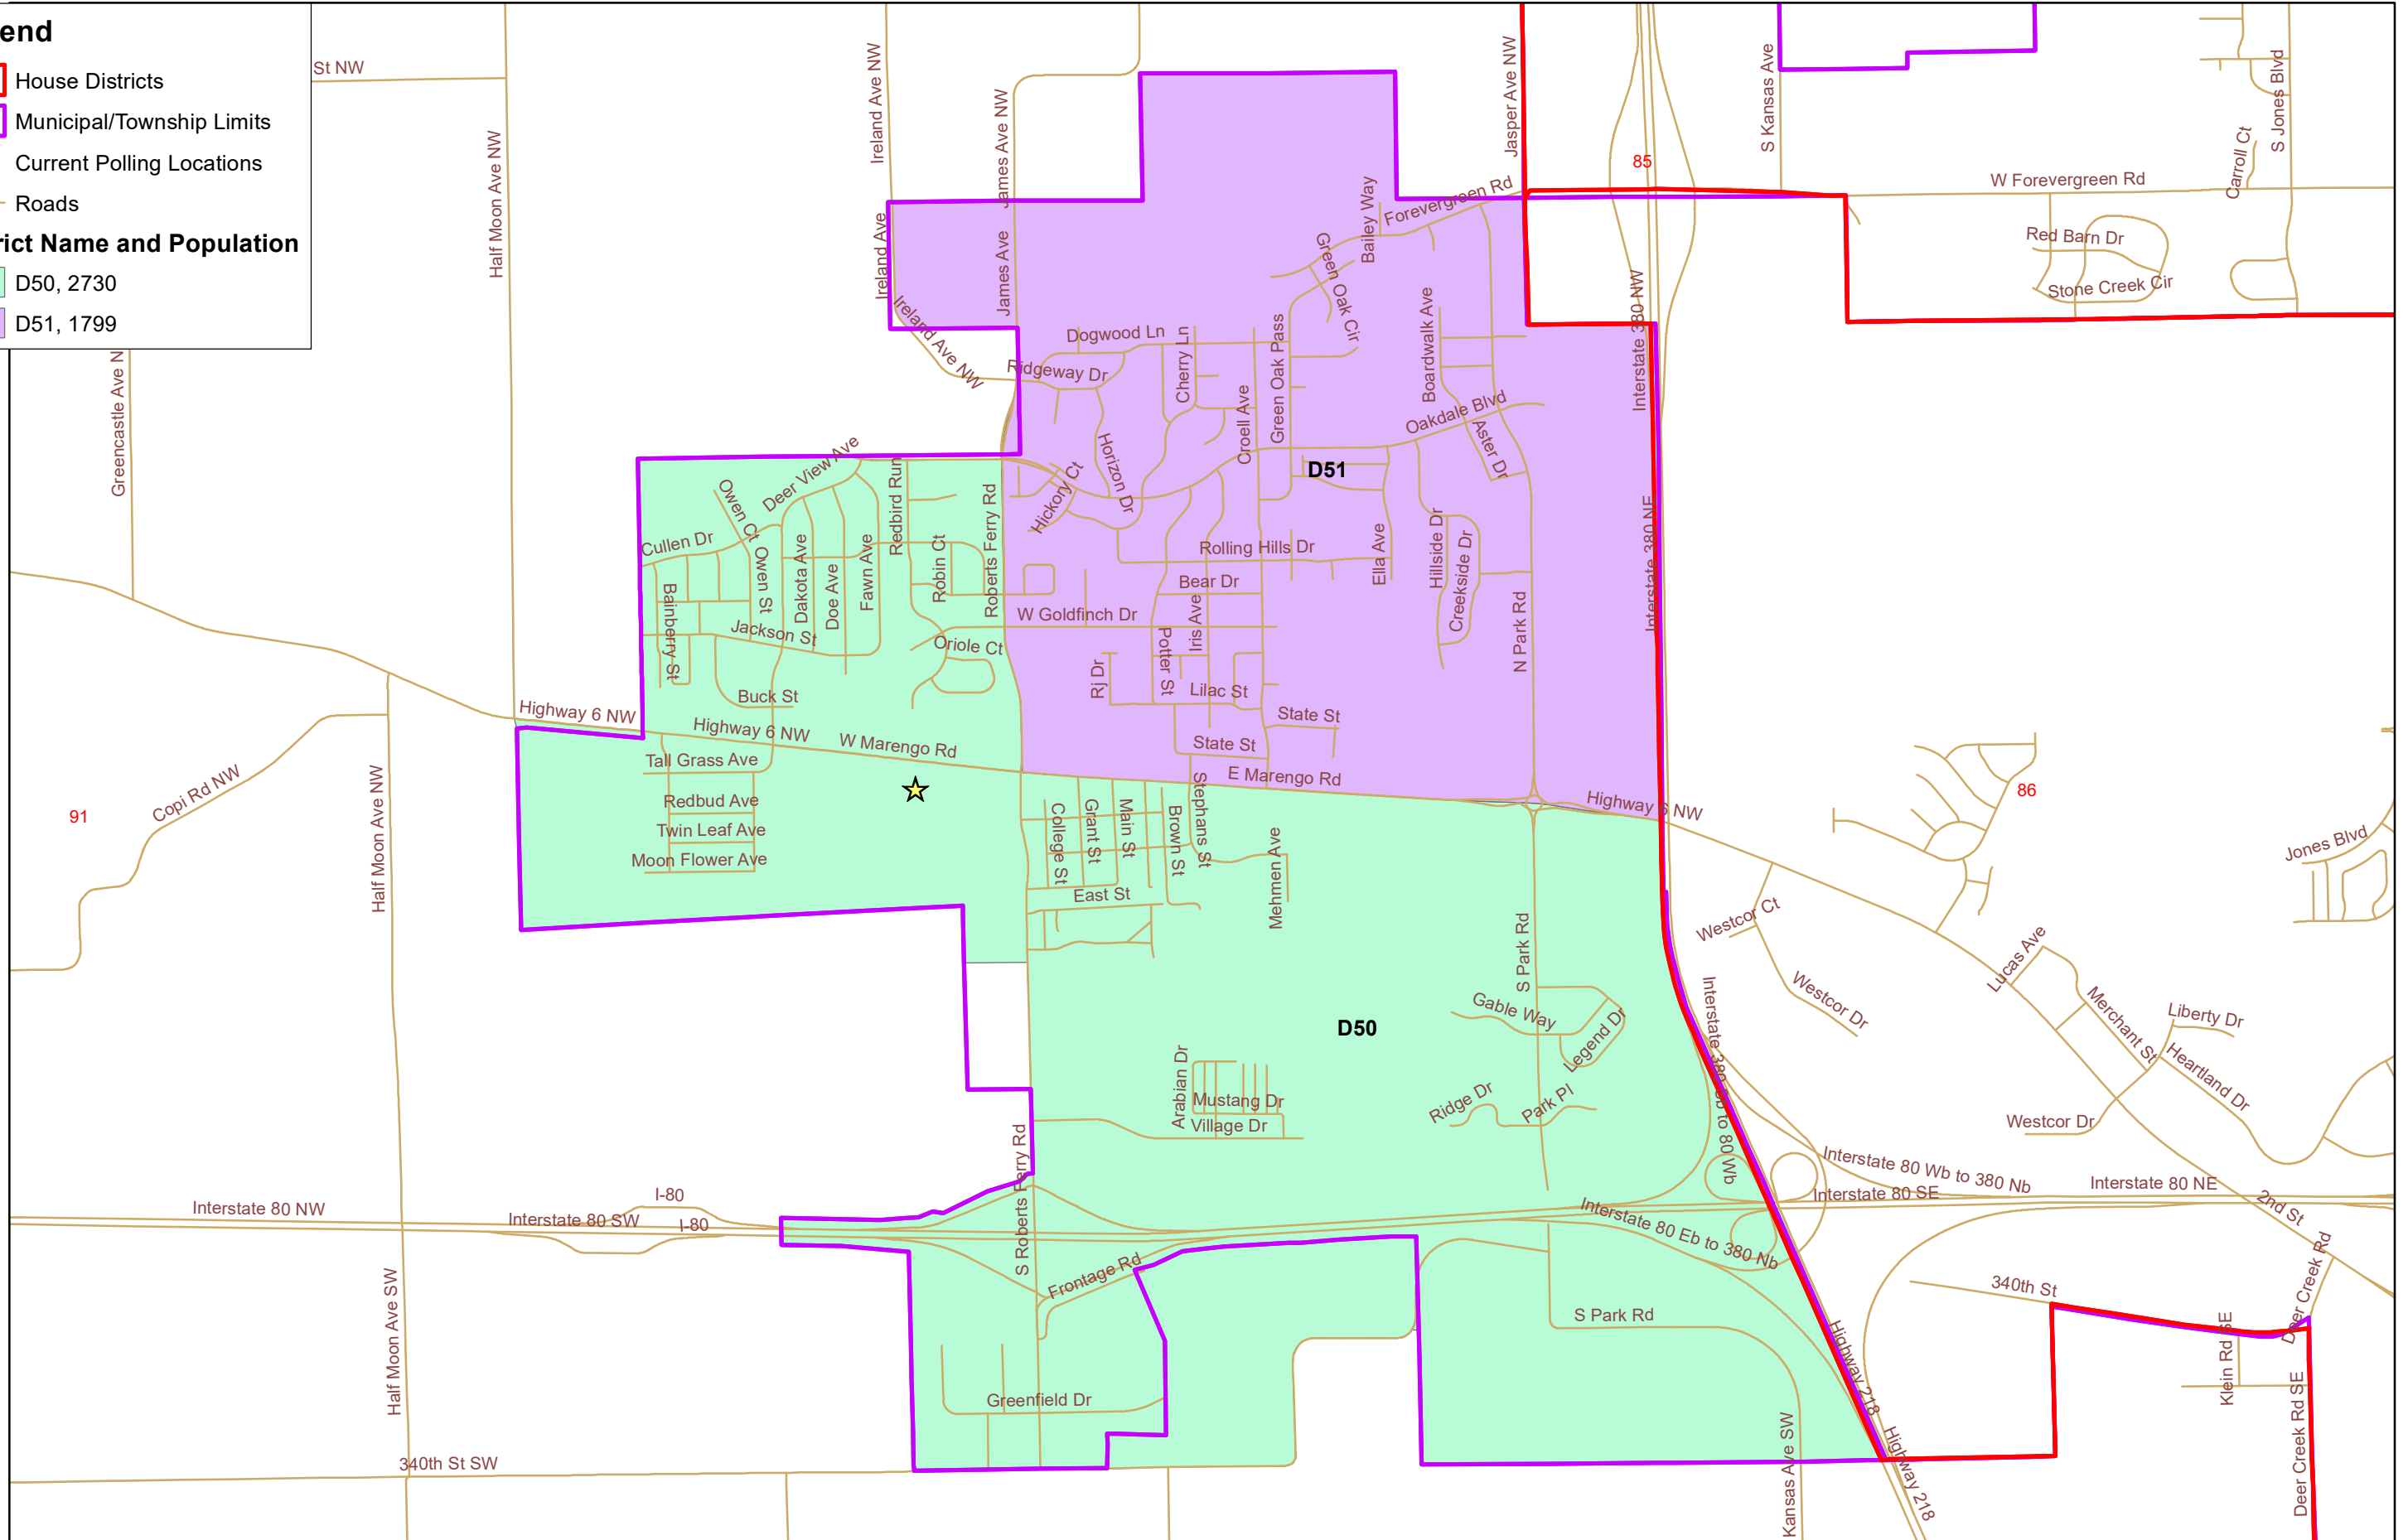 end
House Districts
Municipal/Township Limits
Current Polling Locations
Roads
rict Name and Population
D50, 2730
D51, 1799
St NW
Half Moon Ave NW
Ireland Ave NW
James Ave NW
Jasper Ave NW
85
S Kansas Ave
S Jones Blvd
Carroll Ct
W Forevergreen Rd
Red Barn Dr
Stone Creek Cir
Ireland Ave
James Ave
Ireland Ave NW
Bailey Way
Forevergreen Rd
Green Oak Cir
Interstate 380 NW
Greencastle Ave N
Dogwood Ln
Ridgeway Dr
Cherry Ln
Croell Ave
Green Oak Pass
Boardwalk Ave
Oakdale Blvd
Aster Dr
Horizon Dr
Hickory Ct
D51
Deer View Ave
Owen Ct
Redbird Run
Roberts Ferry Rd
Cullen Dr
Owen St
Dakota Ave
Doe Ave
Fawn Ave
Robin Ct
Rolling Hills Dr
Ella Ave
Hillside Dr
Creekside Dr
Interstate 380 NE
Bear Dr
Bainberry St
Jackson St
W Goldfinch Dr
Oriole Ct
Potter St
Iris Ave
N Park Rd
Rj Dr
Lilac St
Buck St
Highway 6 NW
Highway 6 NW
W Marengo Rd
State St
State St
E Marengo Rd
Highway 6 NW
Tall Grass Ave
Redbud Ave
Twin Leaf Ave
Moon Flower Ave
91
Copi Rd NW
Half Moon Ave NW
College St
Grant St
Main St
Brown St
Stephans St
East St
Mehmen Ave
S Park Rd
86
Jones Blvd
Westcor Ct
Westcor Dr
Lucas Ave
Merchant St
Liberty Dr
Heartland Dr
Westcor Dr
D50
Gable Way
Legend Dr
Ridge Dr
Park Pl
Arabian Dr
Mustang Dr
Village Dr
S Roberts Ferry Rd
Interstate 380 Sb to 80 Wb
Interstate 80 Wb to 380 Nb
Interstate 80 SE
Interstate 80 NE
2nd St
Interstate 80 NW
I-80
Interstate 80 SW
I-80
Interstate 80 Eb to 380 Nb
Frontage Rd
S Park Rd
340th St
Deer Creek Rd
Klein Rd SE
Half Moon Ave SW
Greenfield Dr
Highway 218
Highway 218
Kansas Ave SW
Deer Creek Rd SE
340th St SW